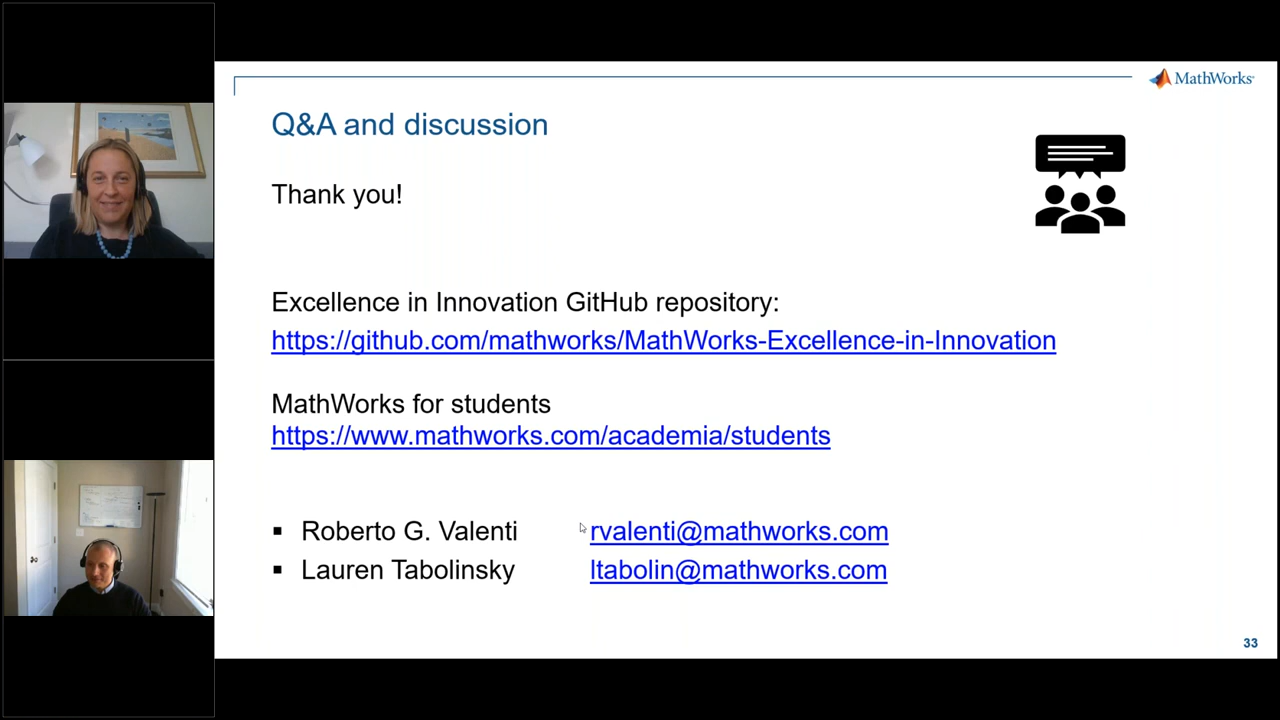 MathWorks
Q&A and discussion
Thank you!
Excellence in Innovation GitHub repository:
https://github.com/mathworks/MathWorks-Excellence-in-Innovation
MathWorks for students
https://www.mathworks.com/academia/students
▪ Roberto G. Valenti rvalenti@mathworks.com
▪ Lauren Tabolinsky ltabolin@mathworks.com
33